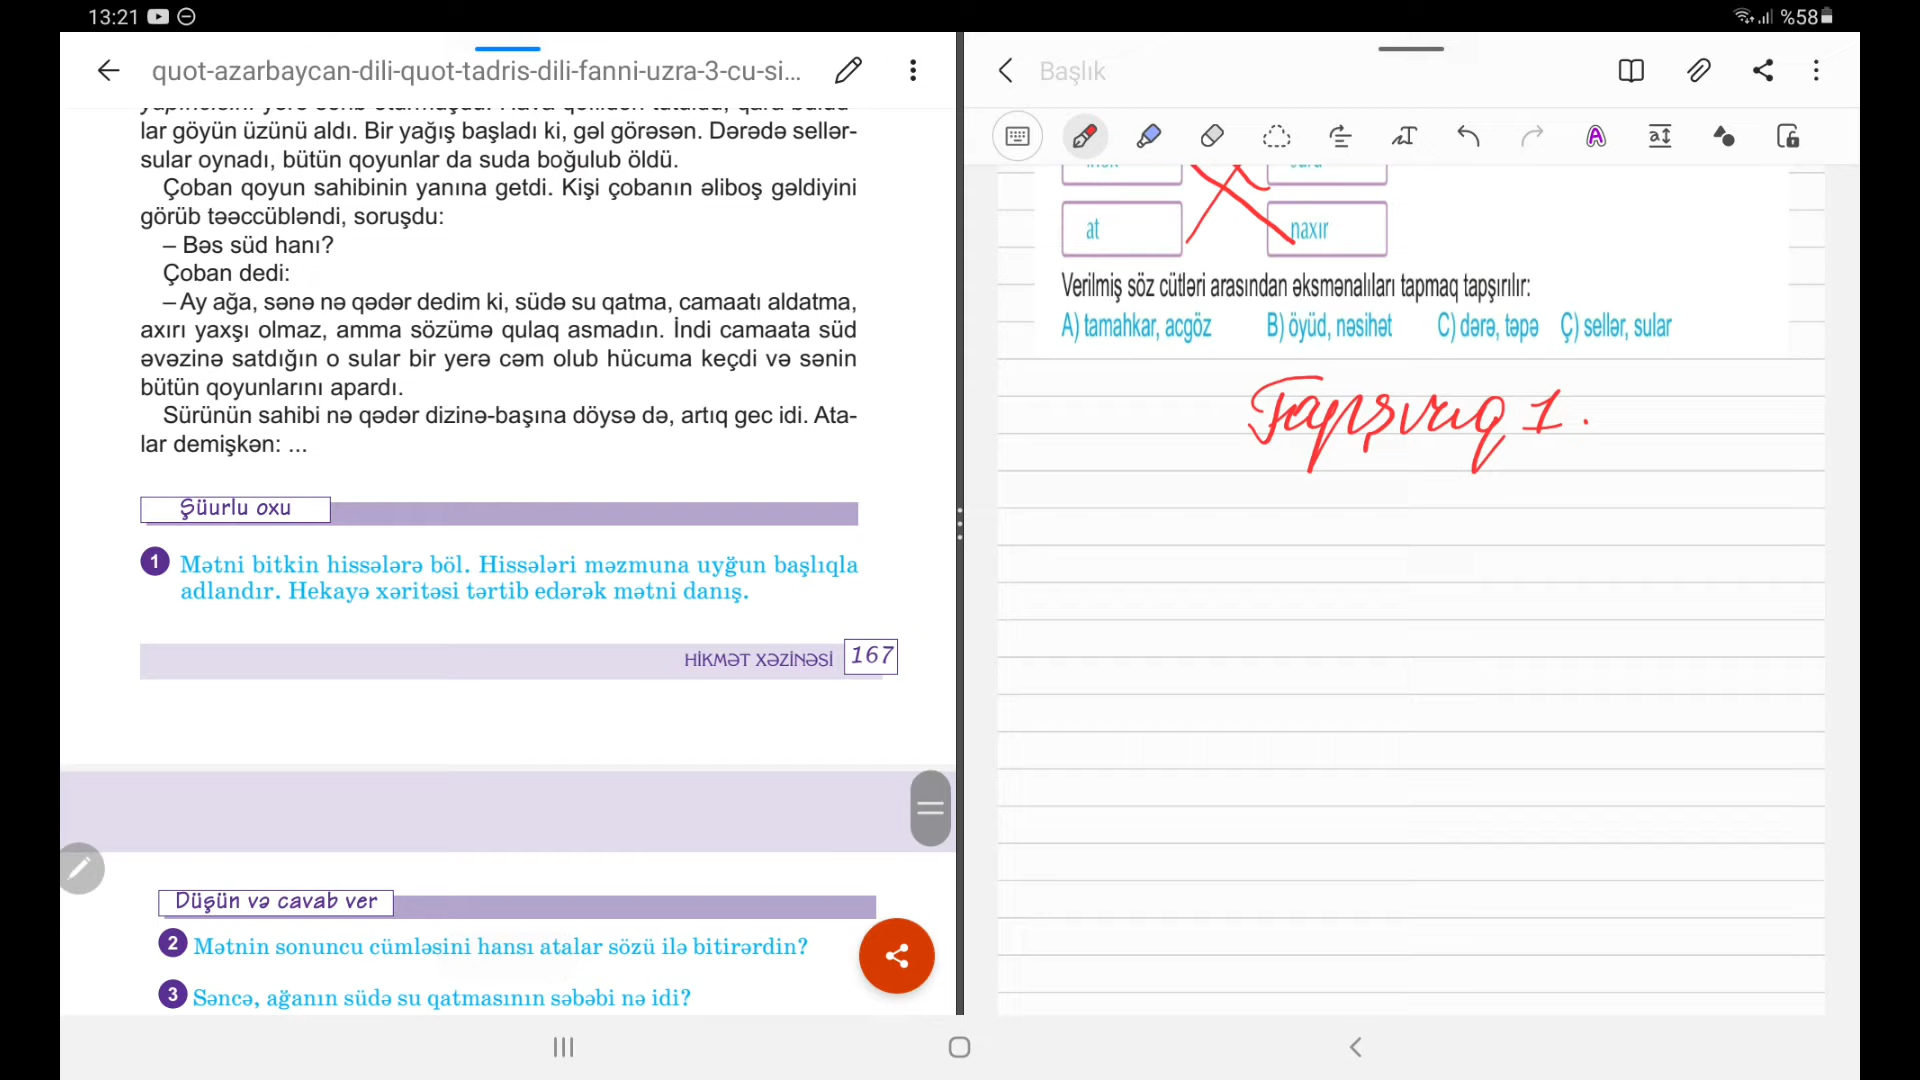 13:21
%58
quot-azarbaycan-dili-quot-tadris-dili-fanni-uzra-3-cu-si...
lar göyün üzünü aldı. Bir yağış başladı ki, gəl görəsən. Dərədə sellər-
sular oynadı, bütün qoyunlar da suda boğulub öldü.
Çoban qoyun sahibinin yanına getdi. Kişi çobanın əliboş gəldiyini
görüb təəccübləndi, soruşdu:
– Bəs süd hanı?
Çoban dedi:
– Ay ağa, sənə nə qədər dedim ki, südə su qatma, camaatı aldatma,
axırı yaxşı olmaz, amma sözümə qulaq asmadın. İndi camaata süd
əvəzinə satdığın o sular bir yerə cəm olub hücuma keçdi və sənin
bütün qoyunlarını apardı.
Sürünün sahibi nə qədər dizinə-başına döysə də, artıq gec idi. Ata-
lar demişkən: ...
Şüurlu oxu
1 Mətni bitkin hissələrə böl. Hissələri məzmuna uyğun başlıqla
adlandır. Hekayə xəritəsi tərtib edərək mətni danış.
HİKMƏT XƏZİNƏSİ 167
Düşün və cavab ver
2 Mətnin sonuncu cümləsini hansı atalar sözü ilə bitirərdin?
3 Səncə, ağanın südə su qatmasının səbəbi nə idi?
Başlık
at
naxır
Verilmiş söz cütləri arasından əksmənalıları tapmaq tapşırılır:
A) tamahkar, acgöz B) öyüd, nəsihət C) dərə, təpə Ç) sellər, sular
Tapşırıq 1.